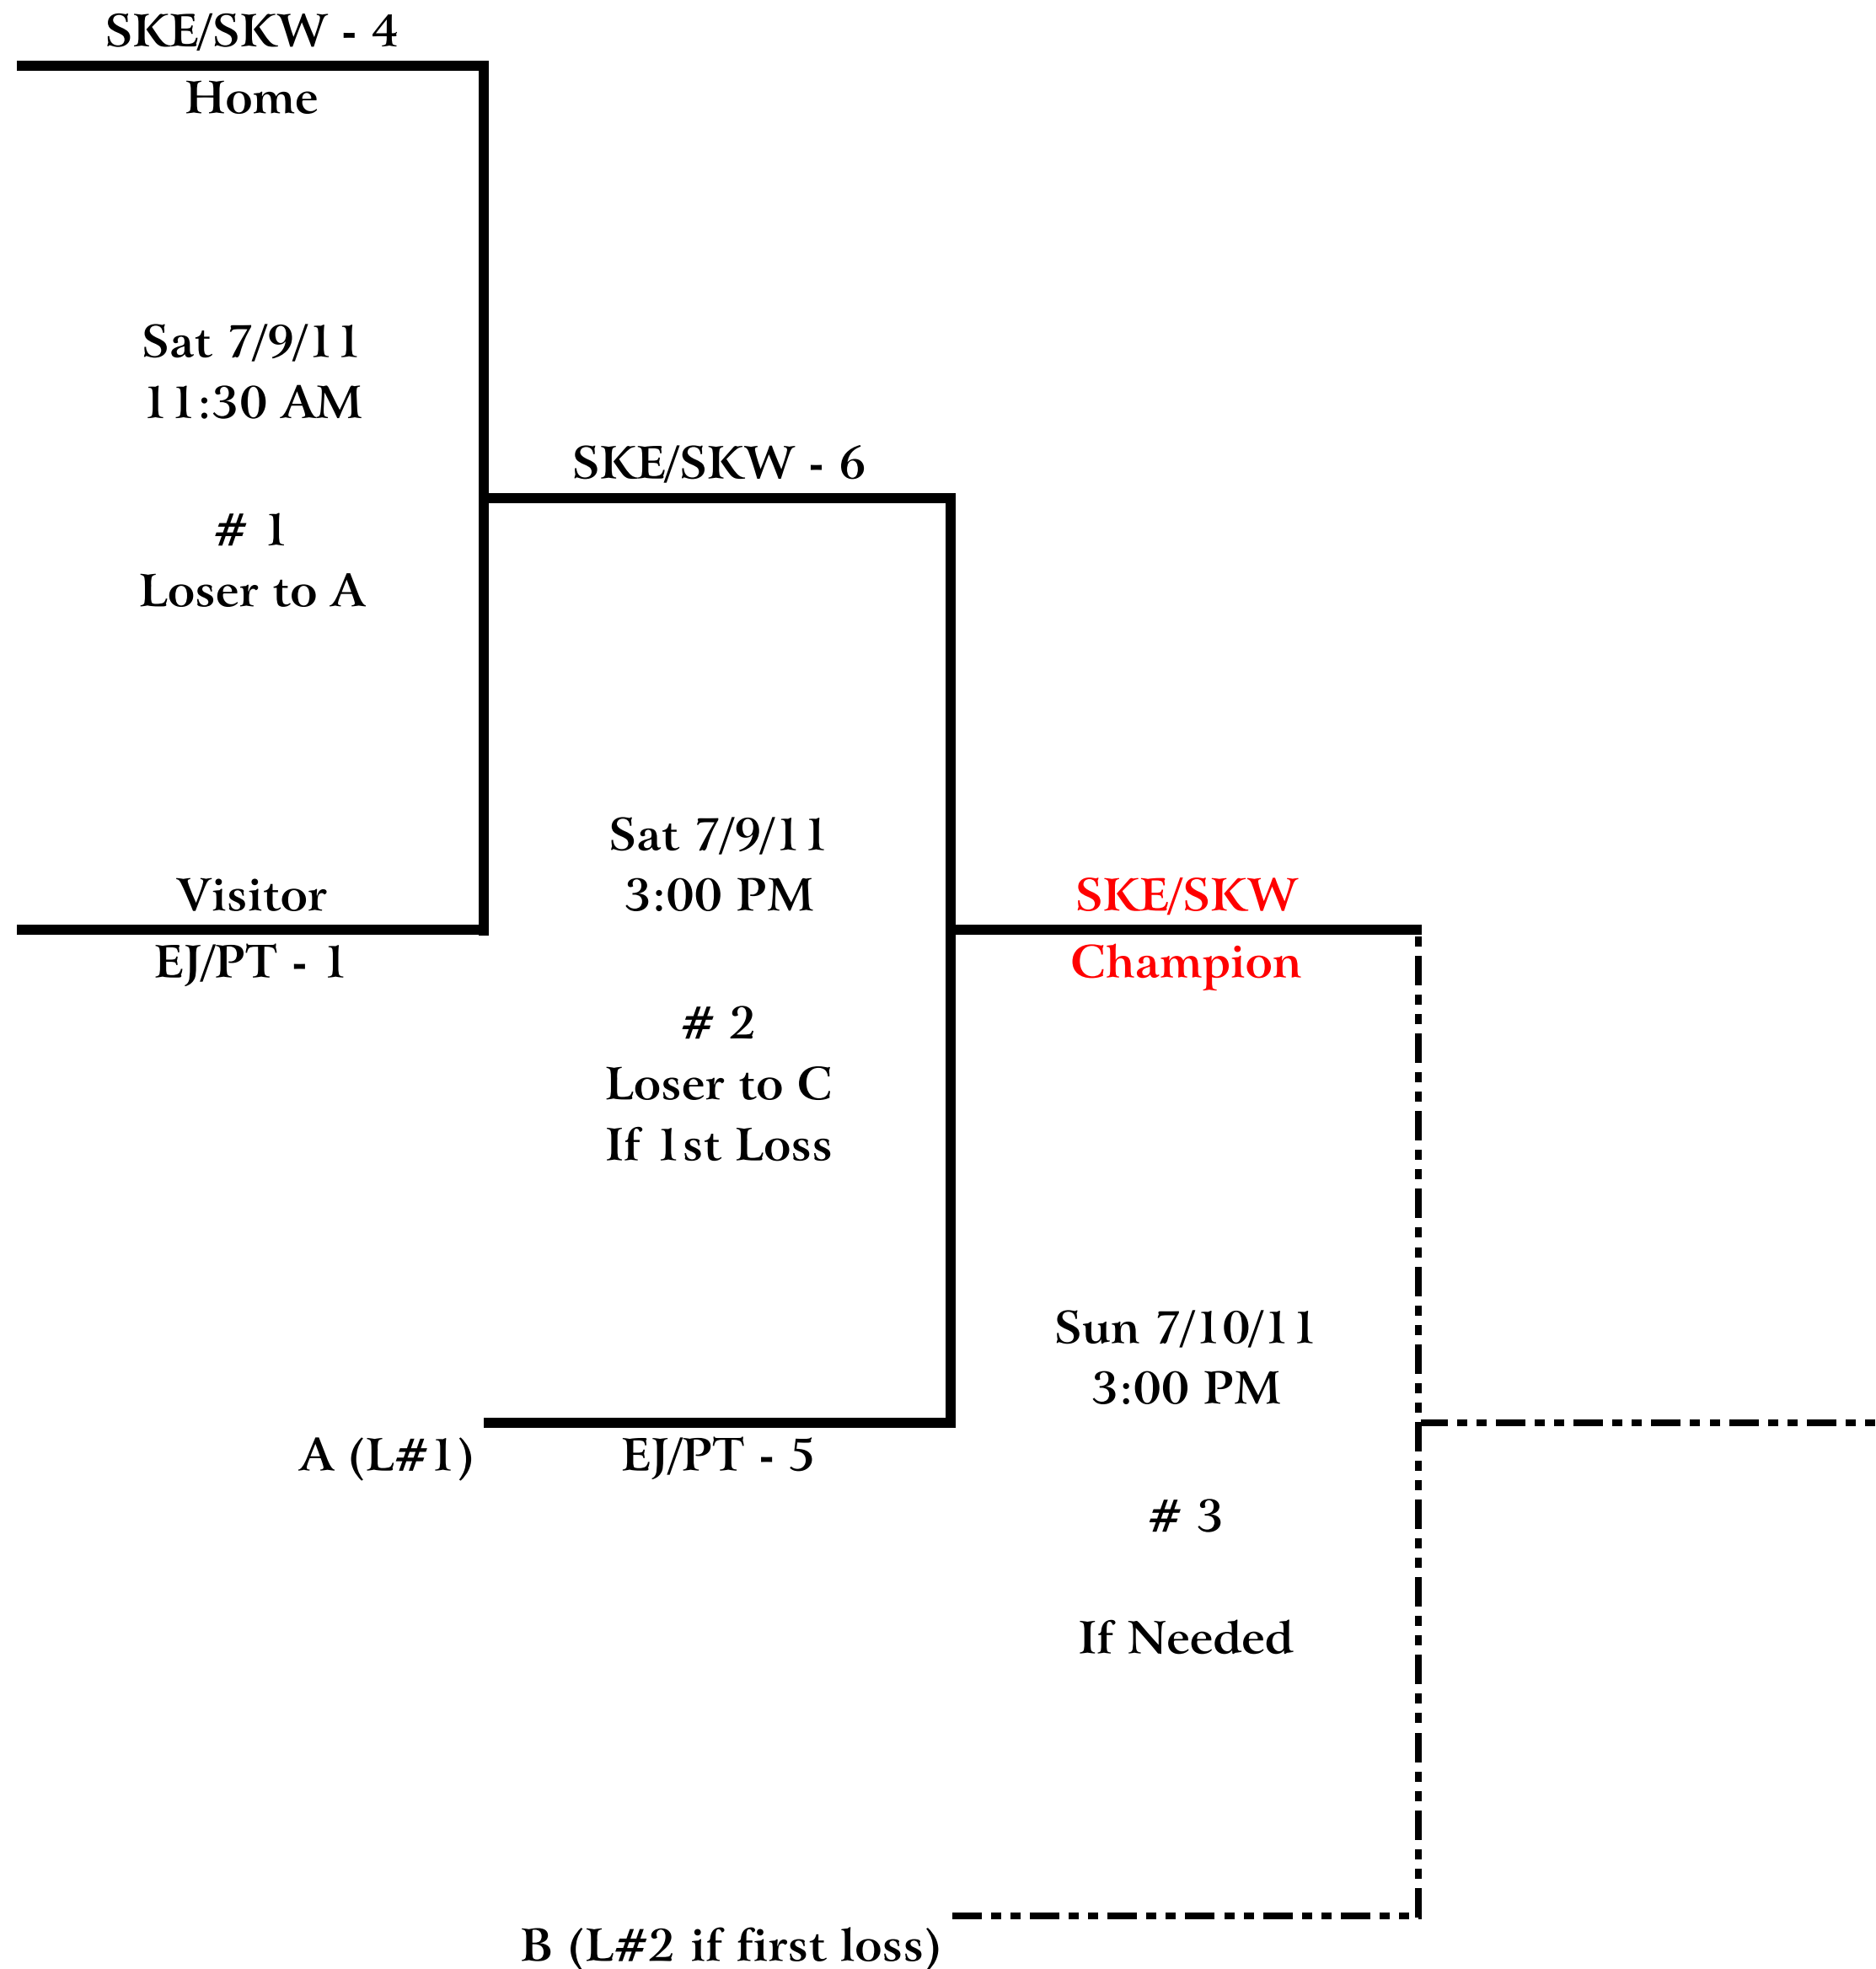 SKE/SKW - 4
Home
Sat 7/9/11
11:30 AM
# 1
Loser to A
Visitor
EJ/PT - 1
SKE/SKW - 6
Sat 7/9/11
3:00 PM
# 2
Loser to C
If 1st Loss
A (L#1)
EJ/PT - 5
SKE/SKW
Champion
Sun 7/10/11
3:00 PM
# 3
If Needed
B (L#2 if first loss)